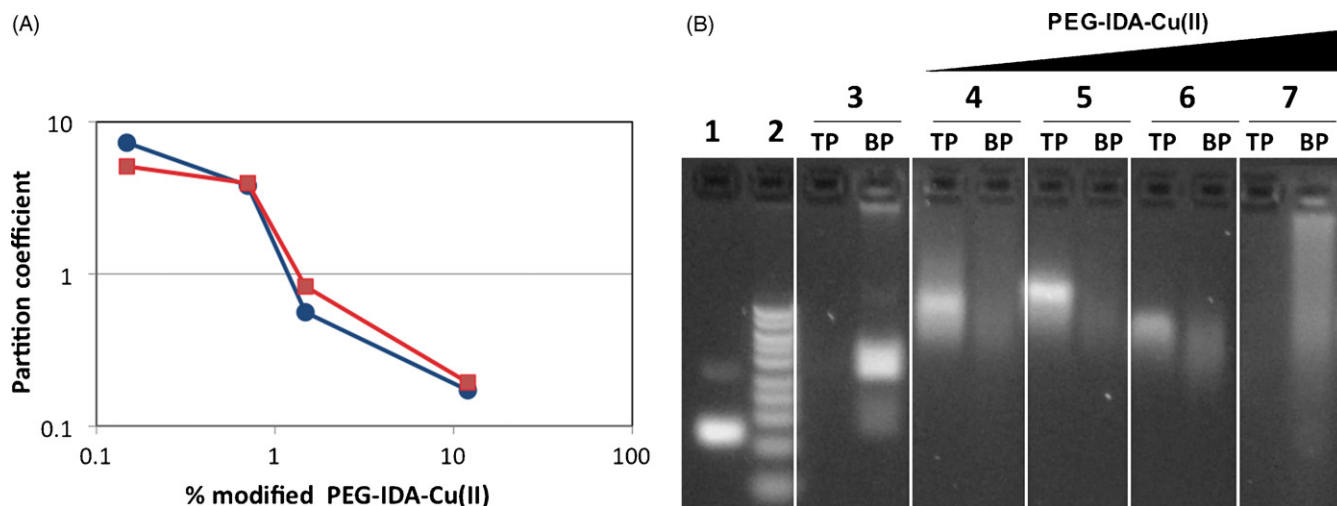 (A)
Partition coefficient
10
1
0.1
0.1 1 10 100
% modified PEG-IDA-Cu(II)
(B)
PEG-IDA-Cu(II)
1 2 3 4 5 6 7
TP BP TP BP TP BP TP BP TP BP